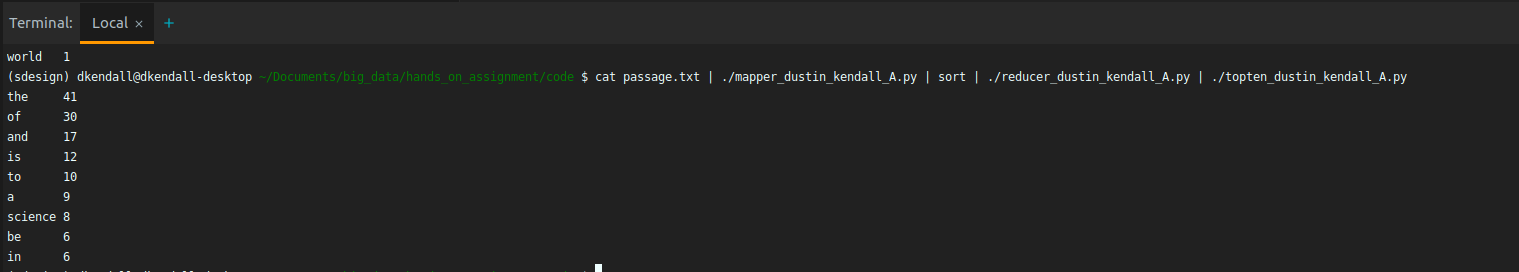 Terminal: Local × +
world 1
(sdesign) dkendall@dkendall-desktop ~/Documents/big_data/hands_on_assignment/code $ cat passage.txt | ./mapper_dustin_kendall_A.py | sort | ./reducer_dustin_kendall_A.py | ./topten_dustin_kendall_A.py
the 41
of 30
and 17
is 12
to 10
a 9
science 8
be 6
in 6